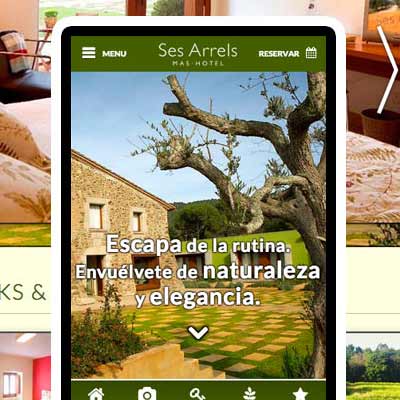 MENU
Ses Arrels
MAS·HOTEL
RESERVAR
Escapa de la rutina.
Envuélvete de naturaleza
y elegancia.
KS &